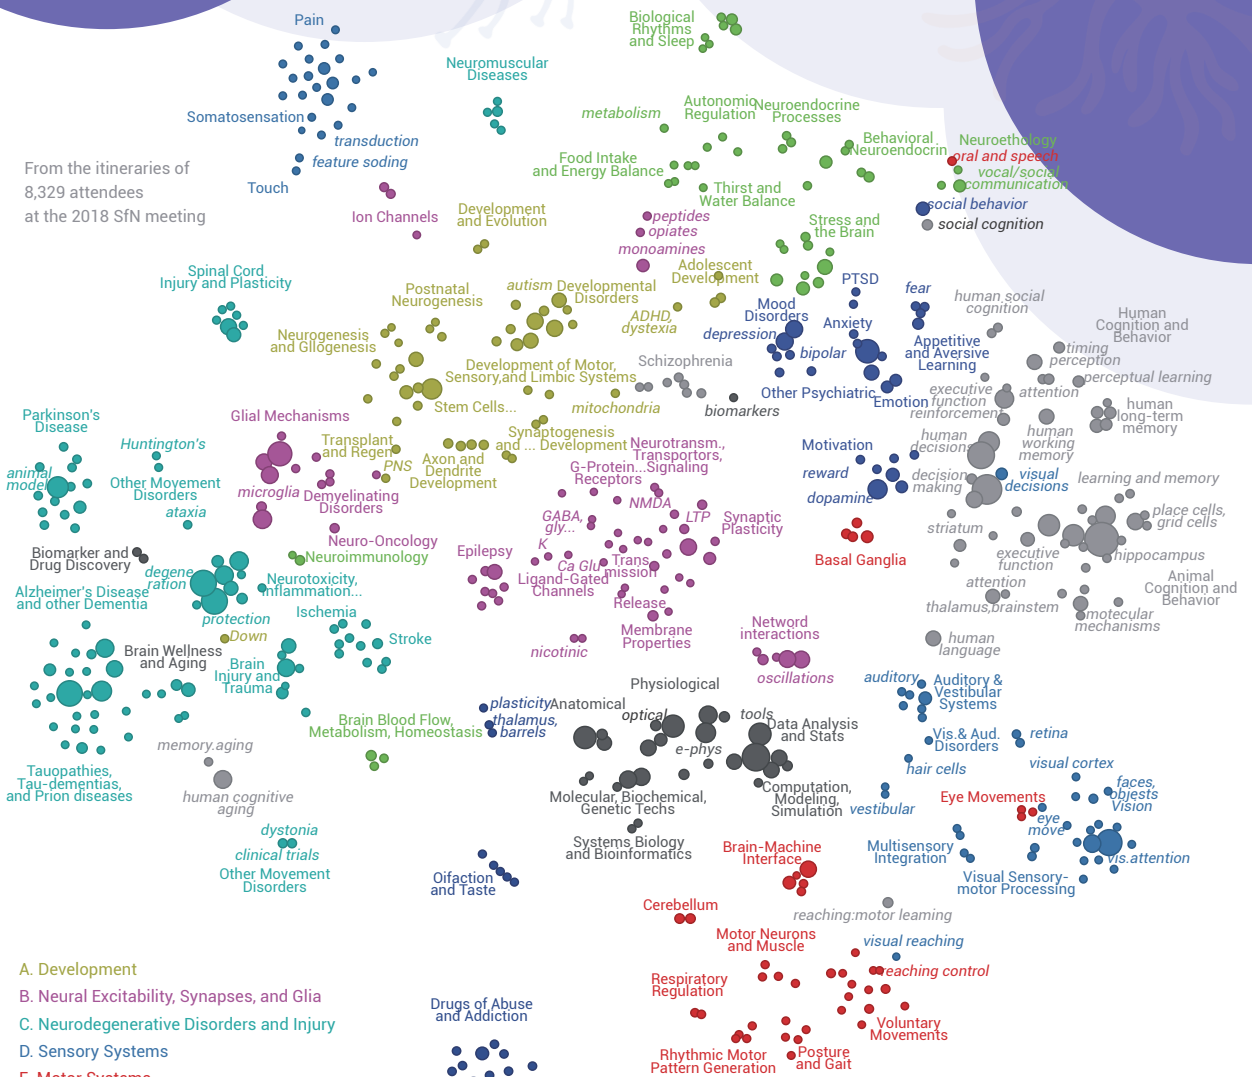 Pain
Biological
Rhythms
and Sleep
Neuromuscular
Diseases
metabolism
Autonomic
Regulation
Neuroendocrine
Processes
Somatosensation
transduction
feature soding
Touch
Behavioral
Neuroendocrin
Neuroethology
oral and speech
vocal/social
communication
From the itineraries of
8,329 attendees
at the 2018 SfN meeting
Food Intake
and Energy Balance
Thirst and
Water Balance
social behavior
social cognition
Ion Channels
Development
and Evolution
peptides
opiates
monoamines
Stress and
the Brain
Spinal Cord
Injury and Plasticity
Postnatal
Neurogenesis
autism
Developmental
Disorders
Adolescent
Development
PTSD
fear
human social
cognition
Human
Cognition and
Behavior
Neurogenesis
and Gliogenesis
ADHD,
dystexia
Mood
Disorders
depression
Anxiety
bipolar
Appetitive
and Aversive
Learning
timing
perception
perceptual learning
Development of Motor,
Sensory,and Limbic Systems
Schizophrenia
Other Psychiatric
Emotion
executive
function
reinforcement
attention
human
long-term
memory
Parkinson's
Disease
Glial Mechanisms
Stem Cells...
mitochondria
biomarkers
Huntington's
Transplant
and Regen
Synaptogenesis
and ... Development
Neurotransm.,
Transporters,
Signaling
Motivation
human
decisions
human
working
memory
animal
model
Other Movement
Disorders
ataxia
microglia
Demyelinating
Disorders
PNS
Axon and
Dendrite
Development
G-Protein...
Receptors
reward
dopamine
decision
making
visual
decisions
learning and memory
NMDA
GABA,
gly...
LTP
Synaptic
Plasticity
striatum
place cells,
grid cells
Biomarker and
Drug Discovery
Neuro-Oncology
Neuroimmunology
Epilepsy
K
Ca Glu
Trans
mission
Basal Ganglia
executive
function
hippocampus
degene
ration
Neurotoxicity,
Inflammation...
Ligand-Gated
Channels
attention
Animal
Cognition and
Behavior
Alzheimer's Disease
and other Dementia
protection
Ischemia
Release
thalamus,brainstem
motecular
mechanisms
Down
Stroke
Membrane
Properties
nicotinic
Netword
interactions
oscillations
human
language
Brain Wellness
and Aging
Brain
Injury and
Trauma
auditory
Auditory &
Vestibular
Systems
Physiological
plasticity
thalamus,
barrels
Anatomical
optical
tools
e-phys
Data Analysis
and Stats
Brain Blood Flow,
Metabolism, Homeostasis
Vis.& Aud.
Disorders
retina
memory.aging
human cognitive
aging
hair cells
visual cortex
Tauopathies,
Tau-dementias,
and Prion diseases
Molecular, Biochemical,
Genetic Techs
Computation,
Modeling,
Simulation
vestibular
Eye Movements
faces,
objests
Vision
eye
move
dystonia
clinical trials
Other Movement
Disorders
Systems Biology
and Bioinformatics
Brain-Machine
Interface
Multisensory
Integration
vis.attention
Oifaction
and Taste
Visual Sensory-
motor Processing
Cerebellum
reaching:motor leaming
Motor Neurons
and Muscle
visual reaching
A. Development
B. Neural Excitability, Synapses, and Glia
C. Neurodegenerative Disorders and Injury
D. Sensory Systems
E. Motor Systems
Respiratory
Regulation
reaching control
Drugs of Abuse
and Addiction
Voluntary
Movements
Rhythmic Motor
Pattern Generation
Posture
and Gait